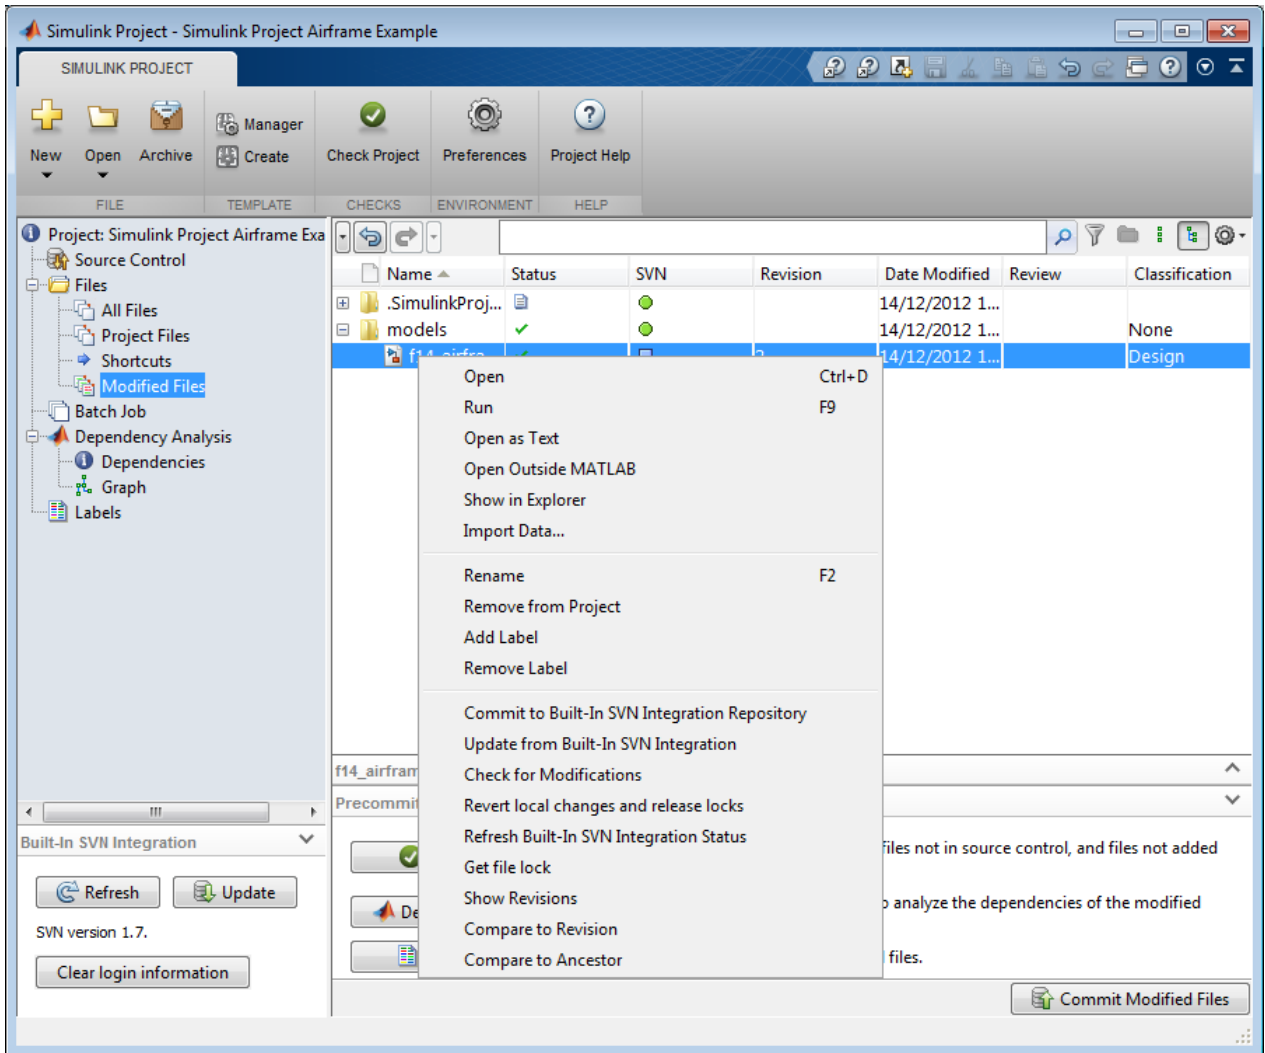 Simulink Project - Simulink Project Airframe Example
SIMULINK PROJECT
New Open Archive Manager Create Check Project Preferences Project Help
FILE TEMPLATE CHECKS ENVIRONMENT HELP
Project: Simulink Project Airframe Exa
Source Control
Files
All Files
Project Files
Shortcuts
Modified Files
Batch Job
Dependency Analysis
Dependencies
Graph
Labels
Built-In SVN Integration
Refresh Update
SVN version 1.7.
Clear login information
Name Status SVN Revision Date Modified Review Classification
.SimulinkProj... 14/12/2012 1...
models 14/12/2012 1... None
14/12/2012 1... Design
Open Ctrl+D
Run F9
Open as Text
Open Outside MATLAB
Show in Explorer
Import Data...
Rename F2
Remove from Project
Add Label
Remove Label
Commit to Built-In SVN Integration Repository
Update from Built-In SVN Integration
Check for Modifications
Revert local changes and release locks
Refresh Built-In SVN Integration Status
Get file lock
Show Revisions
Compare to Revision
Compare to Ancestor
f14_airfram
Precommit
files not in source control, and files not added
De
analyze the dependencies of the modified
files.
Commit Modified Files